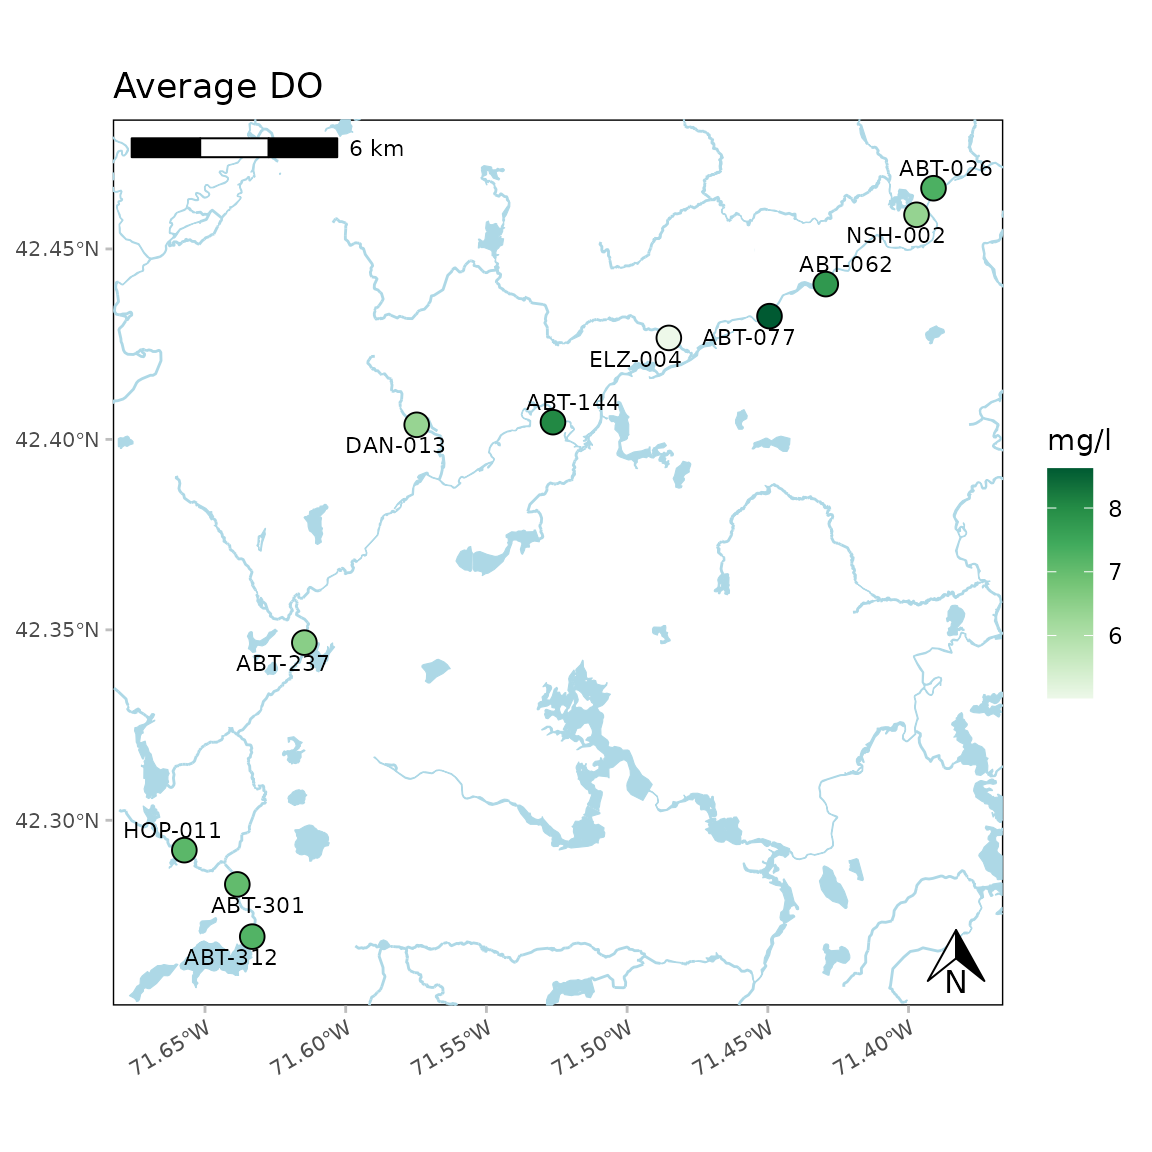 Average DO
6 km
ABT-026
NSH-002
42.45°N
ABT-062
ABT-077
ELZ-004
ABT-144
mg/l
42.40°N
DAN-013
8
7
42.35°N
6
ABT-237
42.30°N
HOP-011
ABT-301
ABT-312
N
71.65°W
71.60°W
71.55°W
71.50°W
71.45°W
71.40°W